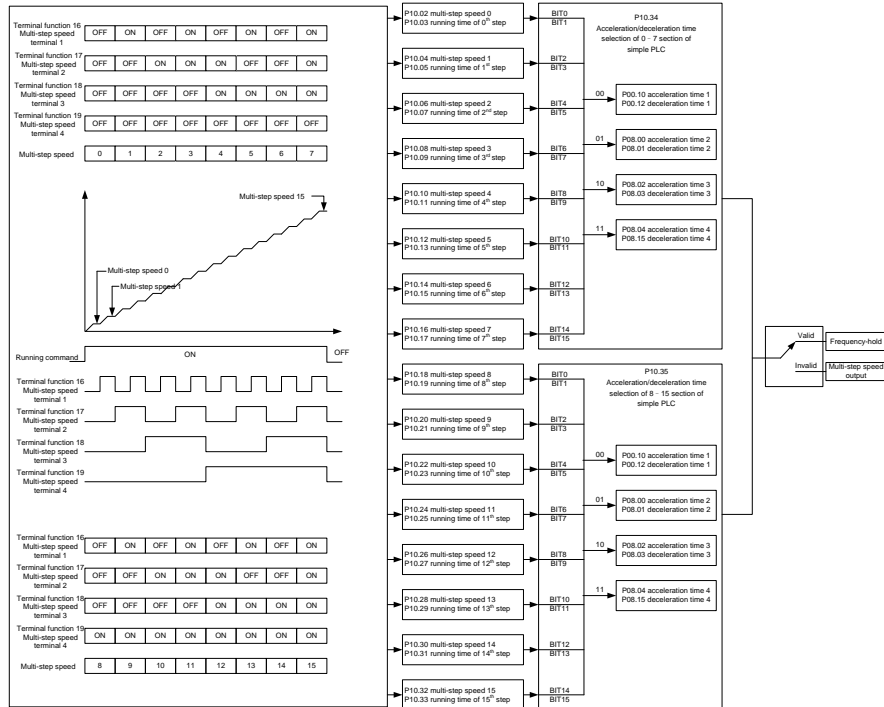 Terminal function 16
Multi-step speed
terminal 1
OFF ON OFF ON OFF ON OFF ON
Terminal function 17
Multi-step speed
terminal 2
OFF OFF ON ON OFF OFF ON ON
Terminal function 18
Multi-step speed
terminal 3
OFF OFF OFF OFF ON ON ON ON
Terminal function 19
Multi-step speed
terminal 4
OFF OFF OFF OFF OFF OFF OFF OFF
Multi-step speed
0 1 2 3 4 5 6 7
Multi-step speed 15
Multi-step speed 0
Multi-step speed 1
Running command
ON
OFF
Terminal function 16
Multi-step speed
terminal 1
Terminal function 17
Multi-step speed
terminal 2
Terminal function 18
Multi-step speed
terminal 3
Terminal function 19
Multi-step speed
terminal 4
Terminal function 16
Multi-step speed
terminal 1
OFF ON OFF ON OFF ON OFF ON
Terminal function 17
Multi-step speed
terminal 2
OFF OFF ON ON OFF OFF ON ON
Terminal function 18
Multi-step speed
terminal 3
OFF OFF OFF OFF ON ON ON ON
Terminal function 19
Multi-step speed
terminal 4
ON ON ON ON ON ON ON ON
Multi-step speed
8 9 10 11 12 13 14 15
P10.02 multi-step speed 0
P10.03 running time of 0th step
P10.04 multi-step speed 1
P10.05 running time of 1st step
P10.06 multi-step speed 2
P10.07 running time of 2nd step
P10.08 multi-step speed 3
P10.09 running time of 3rd step
P10.10 multi-step speed 4
P10.11 running time of 4th step
P10.12 multi-step speed 5
P10.13 running time of 5th step
P10.14 multi-step speed 6
P10.15 running time of 6th step
P10.16 multi-step speed 7
P10.17 running time of 7th step
P10.18 multi-step speed 8
P10.19 running time of 8th step
P10.20 multi-step speed 9
P10.21 running time of 9th step
P10.22 multi-step speed 10
P10.23 running time of 10th step
P10.24 multi-step speed 11
P10.25 running time of 11th step
P10.26 multi-step speed 12
P10.27 running time of 12th step
P10.28 multi-step speed 13
P10.29 running time of 13th step
P10.30 multi-step speed 14
P10.31 running time of 14th step
P10.32 multi-step speed 15
P10.33 running time of 15th step
BIT0
BIT1
BIT2
BIT3
BIT4
BIT5
BIT6
BIT7
BIT8
BIT9
BIT10
BIT11
BIT12
BIT13
BIT14
BIT15
P10.34
Acceleration/deceleration time
selection of 0 - 7 section of
simple PLC
00
P00.10 acceleration time 1
P00.12 deceleration time 1
01
P08.00 acceleration time 2
P08.01 deceleration time 2
10
P08.02 acceleration time 3
P08.03 deceleration time 3
11
P08.04 acceleration time 4
P08.15 deceleration time 4
BIT0
BIT1
BIT2
BIT3
BIT4
BIT5
BIT6
BIT7
BIT8
BIT9
BIT10
BIT11
BIT12
BIT13
BIT14
BIT15
P10.35
Acceleration/deceleration time
selection of 8 - 15 section of
simple PLC
00
P00.10 acceleration time 1
P00.12 deceleration time 1
01
P08.00 acceleration time 2
P08.01 deceleration time 2
10
P08.02 acceleration time 3
P08.03 deceleration time 3
11
P08.04 acceleration time 4
P08.15 deceleration time 4
Valid
Frequency-hold
Invalid
Multi-step speed
output